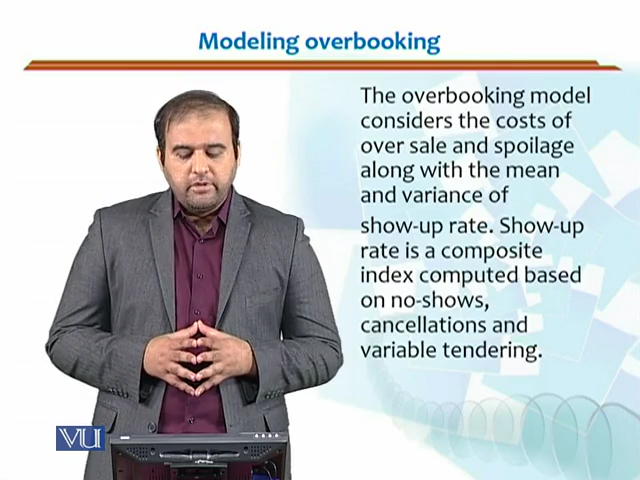 Modeling overbooking
The overbooking model
considers the costs of
over sale and spoilage
along with the mean
and variance of
show-up rate. Show-up
rate is a composite
index computed based
on no-shows,
cancellations and
variable tendering.
VU